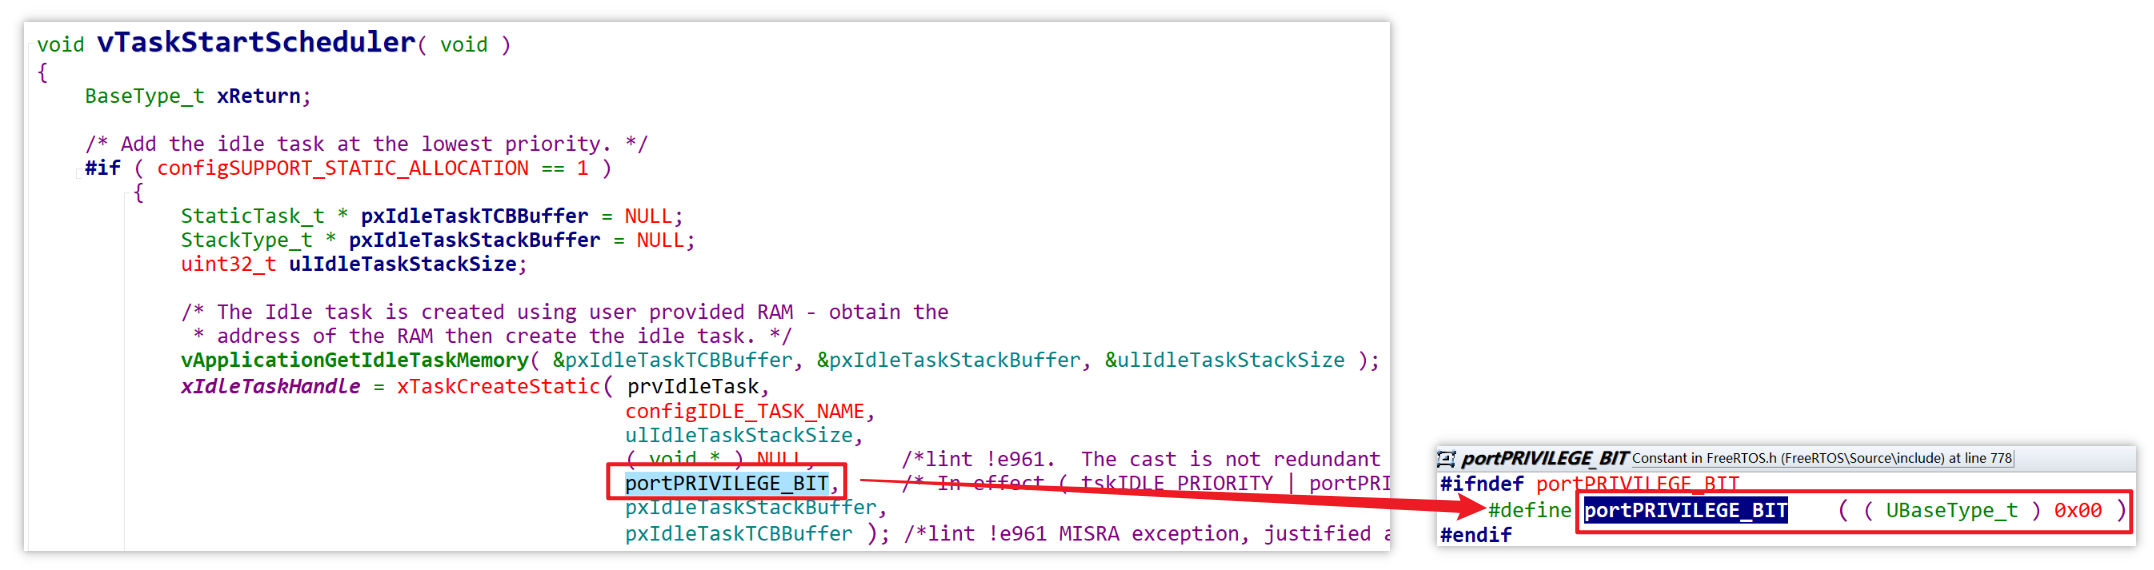 void vTaskStartScheduler( void )
{
BaseType_t xReturn;
/* Add the idle task at the lowest priority. */
#if ( configSUPPORT_STATIC_ALLOCATION == 1 )
{
StaticTask_t * pxIdleTaskTCBBuffer = NULL;
StackType_t * pxIdleTaskStackBuffer = NULL;
uint32_t ulIdleTaskStackSize;
/* The Idle task is created using user provided RAM - obtain the
* address of the RAM then create the idle task. */
vApplicationGetIdleTaskMemory( &pxIdleTaskTCBBuffer, &pxIdleTaskStackBuffer, &ulIdleTaskStackSize );
xIdleTaskHandle = xTaskCreateStatic( prvIdleTask,
configIDLE_TASK_NAME,
ulIdleTaskStackSize,
( void * ) NULL, /*lint !e961. The cast is not redundant
portPRIVILEGE_BIT, /* In effect ( tskIDLE_PRIORITY | portPRI
pxIdleTaskStackBuffer,
pxIdleTaskTCBBuffer ); /*lint !e961 MISRA exception, justified a
portPRIVILEGE_BIT Constant in FreeRTOS.h (FreeRTOS\Source\include) at line 778
#ifndef portPRIVILEGE_BIT
#define portPRIVILEGE_BIT ( ( UBaseType_t ) 0x00 )
#endif